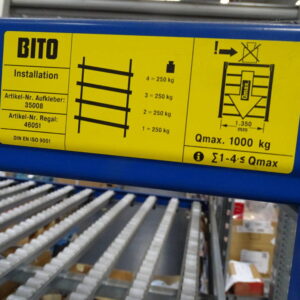 BITO
Installation
Artikel-Nr. Aufkleber:
35008
Artikel-Nr. Regal:
46051
DIN EN ISO 9001
4 = 250 kg
3 = 250 kg
2 = 250 kg
1 = 250 kg
!
1.350
mm
Qmax. 1000 kg
i ∑1-4 ≤ Qmax